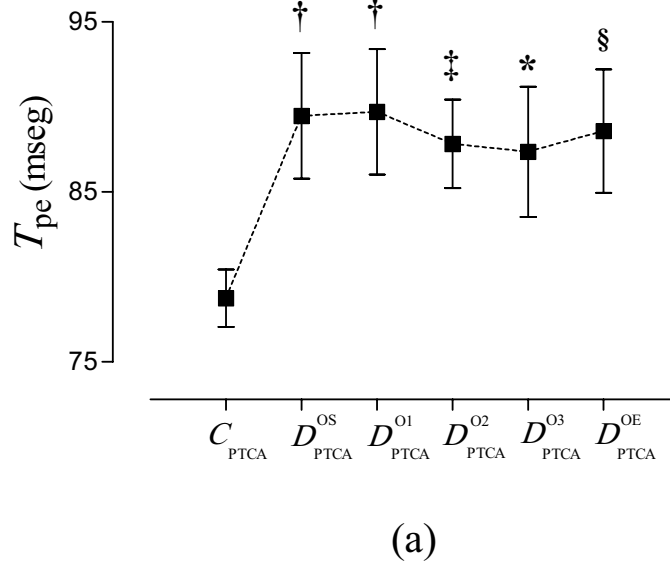 95
† † ‡ * §
85
75
T_pe (mseg)
C_PTCA D^OS_PTCA D^O1_PTCA D^O2_PTCA D^O3_PTCA D^OE_PTCA
(a)